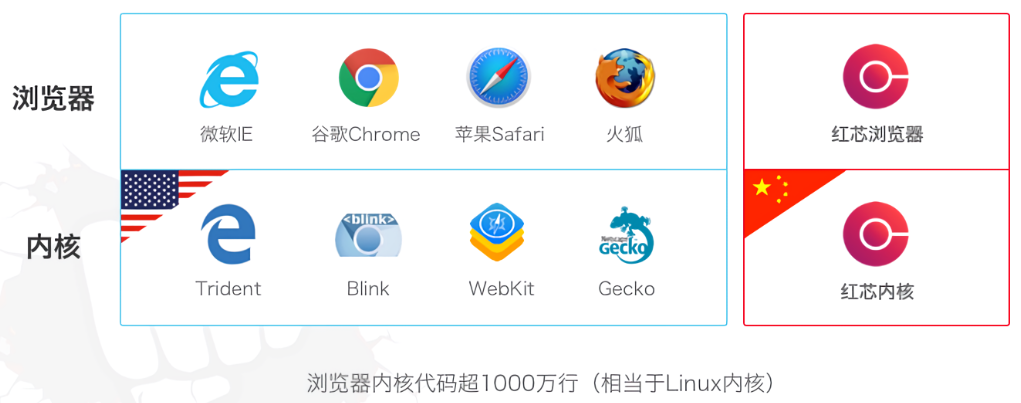 浏览器
微软IE
谷歌Chrome
苹果Safari
火狐
红芯浏览器
内核
<blink>
Netscape
GECKO
Trident
Blink
WebKit
Gecko
红芯内核
浏览器内核代码超1000万行（相当于Linux内核）